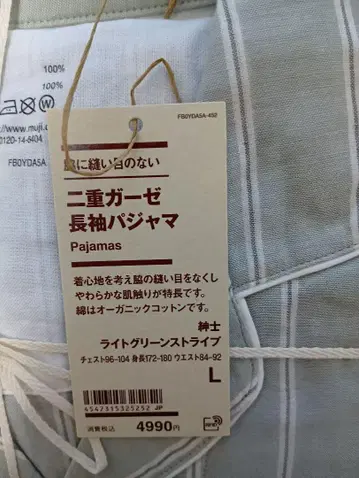 100%
100%
//www.muji.c
0120-14-6404
FB0YDA5A
FB0YDA5A-452
脇に縫い目のない
二重ガーゼ
長袖パジャマ
Pajamas
着心地を考え脇の縫い目をなくし
やわらかな肌触りが特長です。
綿はオーガニックコットンです。
紳士
ライトグリーンストライプ
チェスト96-104 身長172-180 ウエスト84-92
L
4542315325252 JP
消費税込 4990円